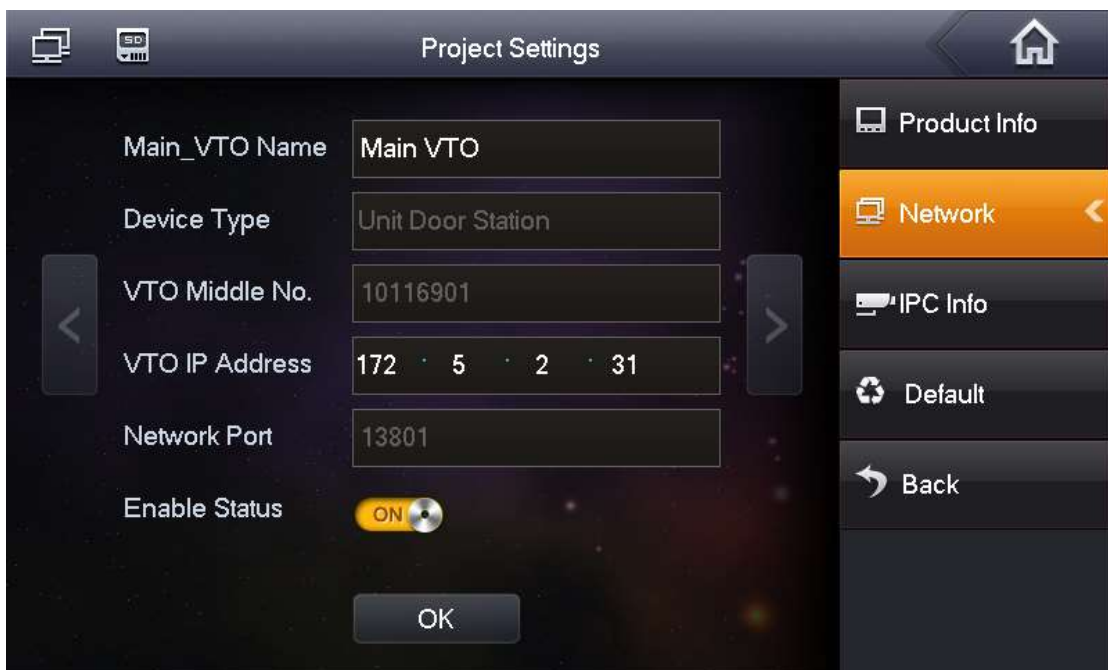 SD
Project Settings
Main_VTO Name
Main VTO
Device Type
Unit Door Station
VTO Middle No.
10116901
VTO IP Address
172 . 5 . 2 . 31
Network Port
13801
Enable Status
ON
OK
Product Info
Network
IPC Info
Default
Back